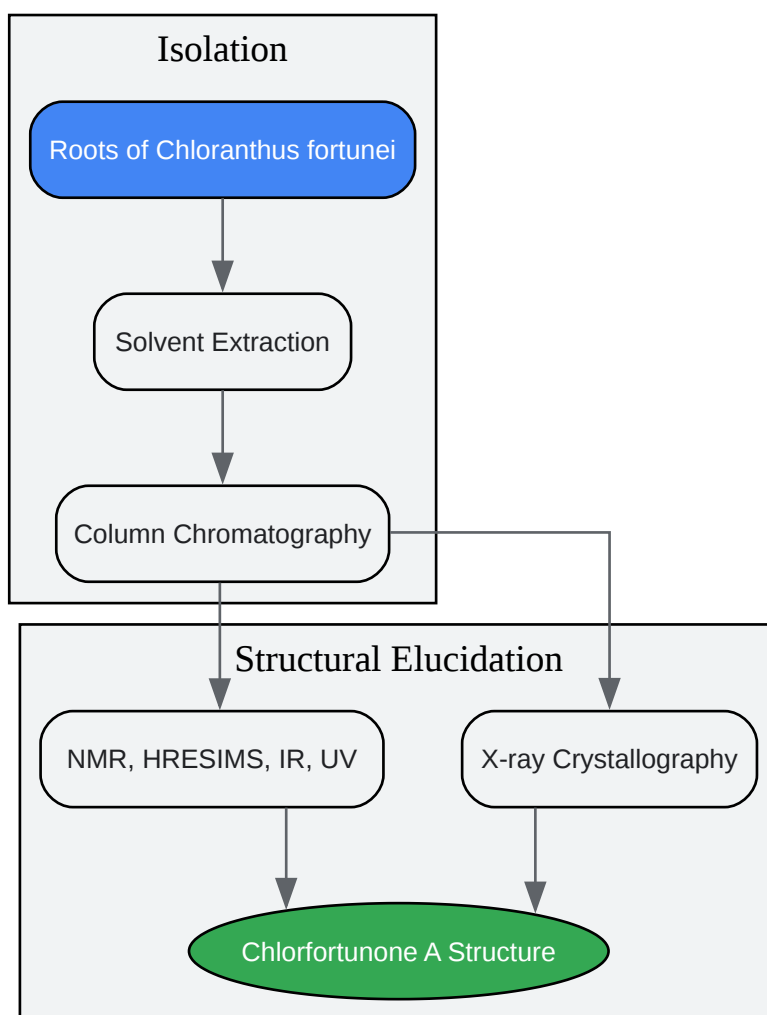 Isolation
Roots of Chloranthus fortunei
Solvent Extraction
Column Chromatography
Structural Elucidation
NMR, HRESIMS, IR, UV
X-ray Crystallography
Chlorfortunone A Structure